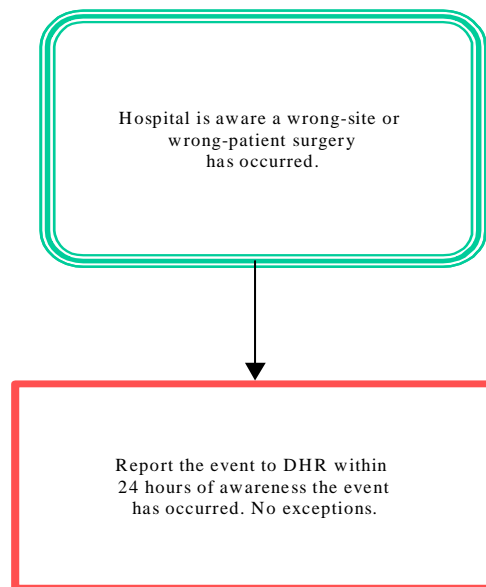 Hospital is aware a wrong-site or
wrong-patient surgery
has occurred.
Report the event to DHR within
24 hours of awareness the event
has occurred. No exceptions.